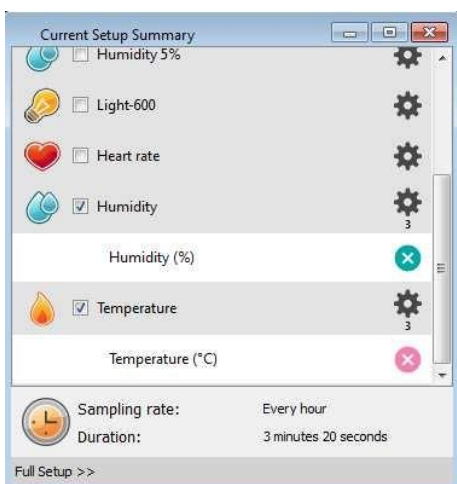 Current Setup Summary
Humidity 5%
Light-600
Heart rate
Humidity
3
Humidity (%)
Temperature
3
Temperature (°C)
Sampling rate: Every hour
Duration: 3 minutes 20 seconds
Full Setup >>